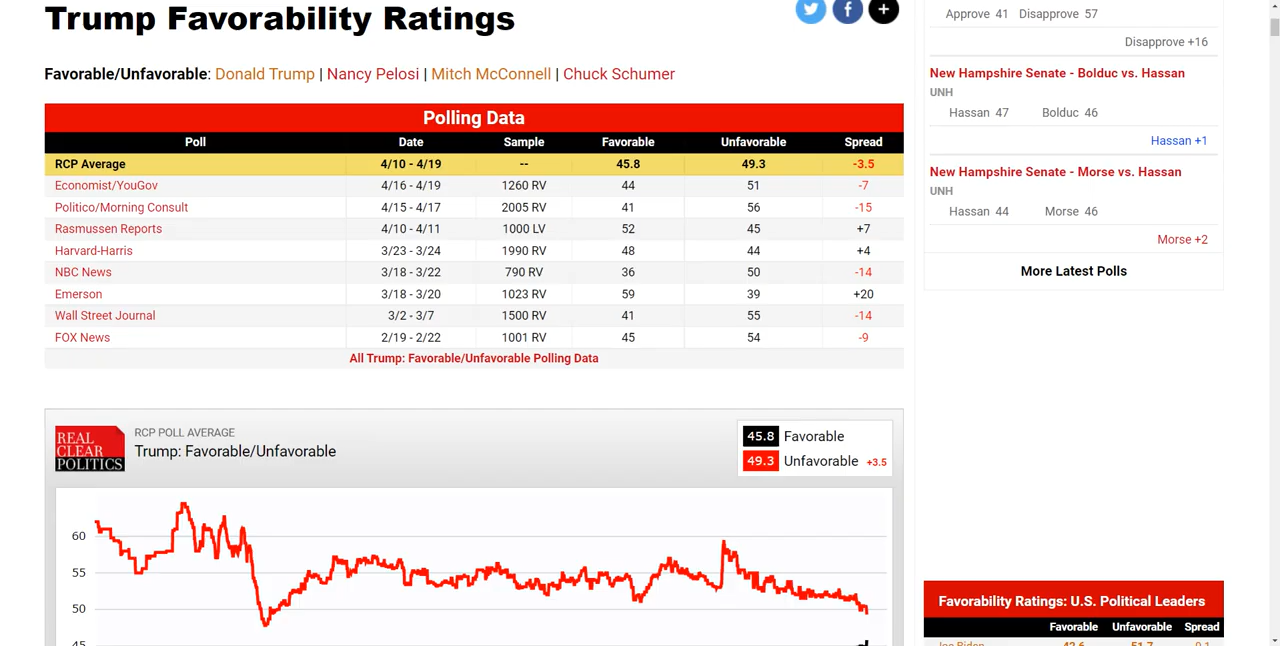 Trump Favorability Ratings
Favorable/Unfavorable: Donald Trump | Nancy Pelosi | Mitch McConnell | Chuck Schumer
Polling Data
Poll Date Sample Favorable Unfavorable Spread
RCP Average 4/10 - 4/19 -- 45.8 49.3 -3.5
Economist/YouGov 4/16 - 4/19 1260 RV 44 51 -7
Politico/Morning Consult 4/15 - 4/17 2005 RV 41 56 -15
Rasmussen Reports 4/10 - 4/11 1000 LV 52 45 +7
Harvard-Harris 3/23 - 3/24 1990 RV 48 44 +4
NBC News 3/18 - 3/22 790 RV 36 50 -14
Emerson 3/18 - 3/20 1023 RV 59 39 +20
Wall Street Journal 3/2 - 3/7 1500 RV 41 55 -14
FOX News 2/19 - 2/22 1001 RV 45 54 -9
All Trump: Favorable/Unfavorable Polling Data
REAL
CLEAR
POLITICS
RCP POLL AVERAGE
Trump: Favorable/Unfavorable
45.8 Favorable
49.3 Unfavorable +3.5
60
55
50
45
Approve 41 Disapprove 57
Disapprove +16
New Hampshire Senate - Bolduc vs. Hassan
UNH
Hassan 47 Bolduc 46
Hassan +1
New Hampshire Senate - Morse vs. Hassan
UNH
Hassan 44 Morse 46
Morse +2
More Latest Polls
Favorability Ratings: U.S. Political Leaders
Favorable Unfavorable Spread
Joe Biden 42.6 51.7 -9.1